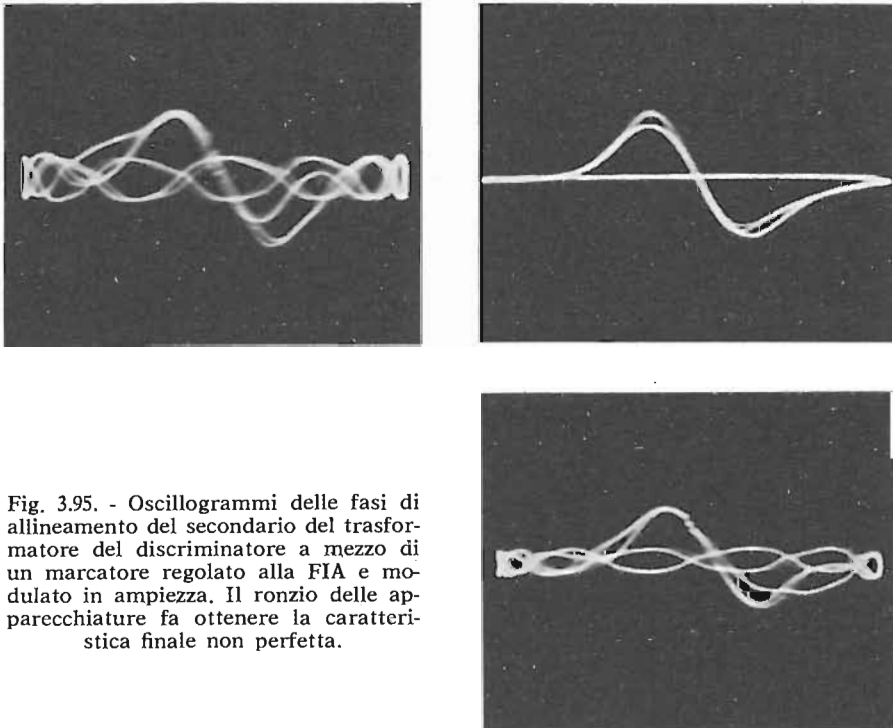 Fig. 3.95. - Oscillogrammi delle fasi di
allineamento del secondario del trasfor-
matore del discriminatore a mezzo di
un marcatore regolato alla FIA e mo-
dulato in ampiezza. Il ronzio delle ap-
parecchiature fa ottenere la caratteri-
stica finale non perfetta.